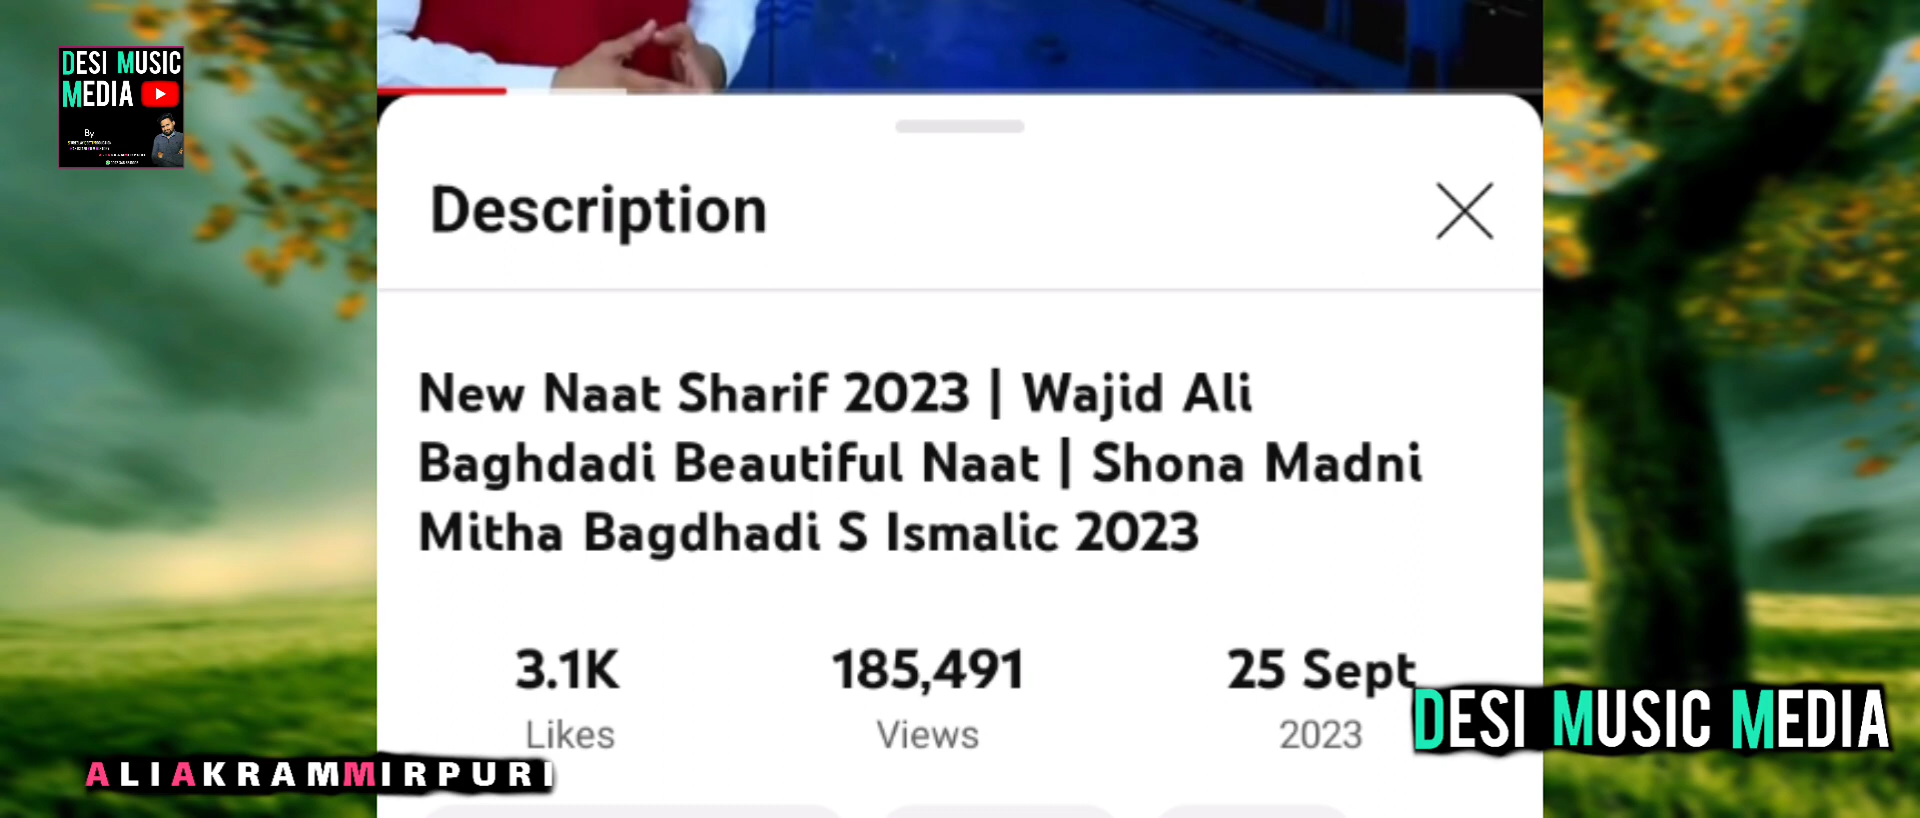 DESI MUSIC
MEDIA
By
Description
New Naat Sharif 2023 | Wajid Ali
Baghdadi Beautiful Naat | Shona Madni
Mitha Bagdhadi S Ismalic 2023
3.1K
185,491
25 Sept
Likes
Views
2023
DESI MUSIC MEDIA
ALIAKRAMMIRPURI